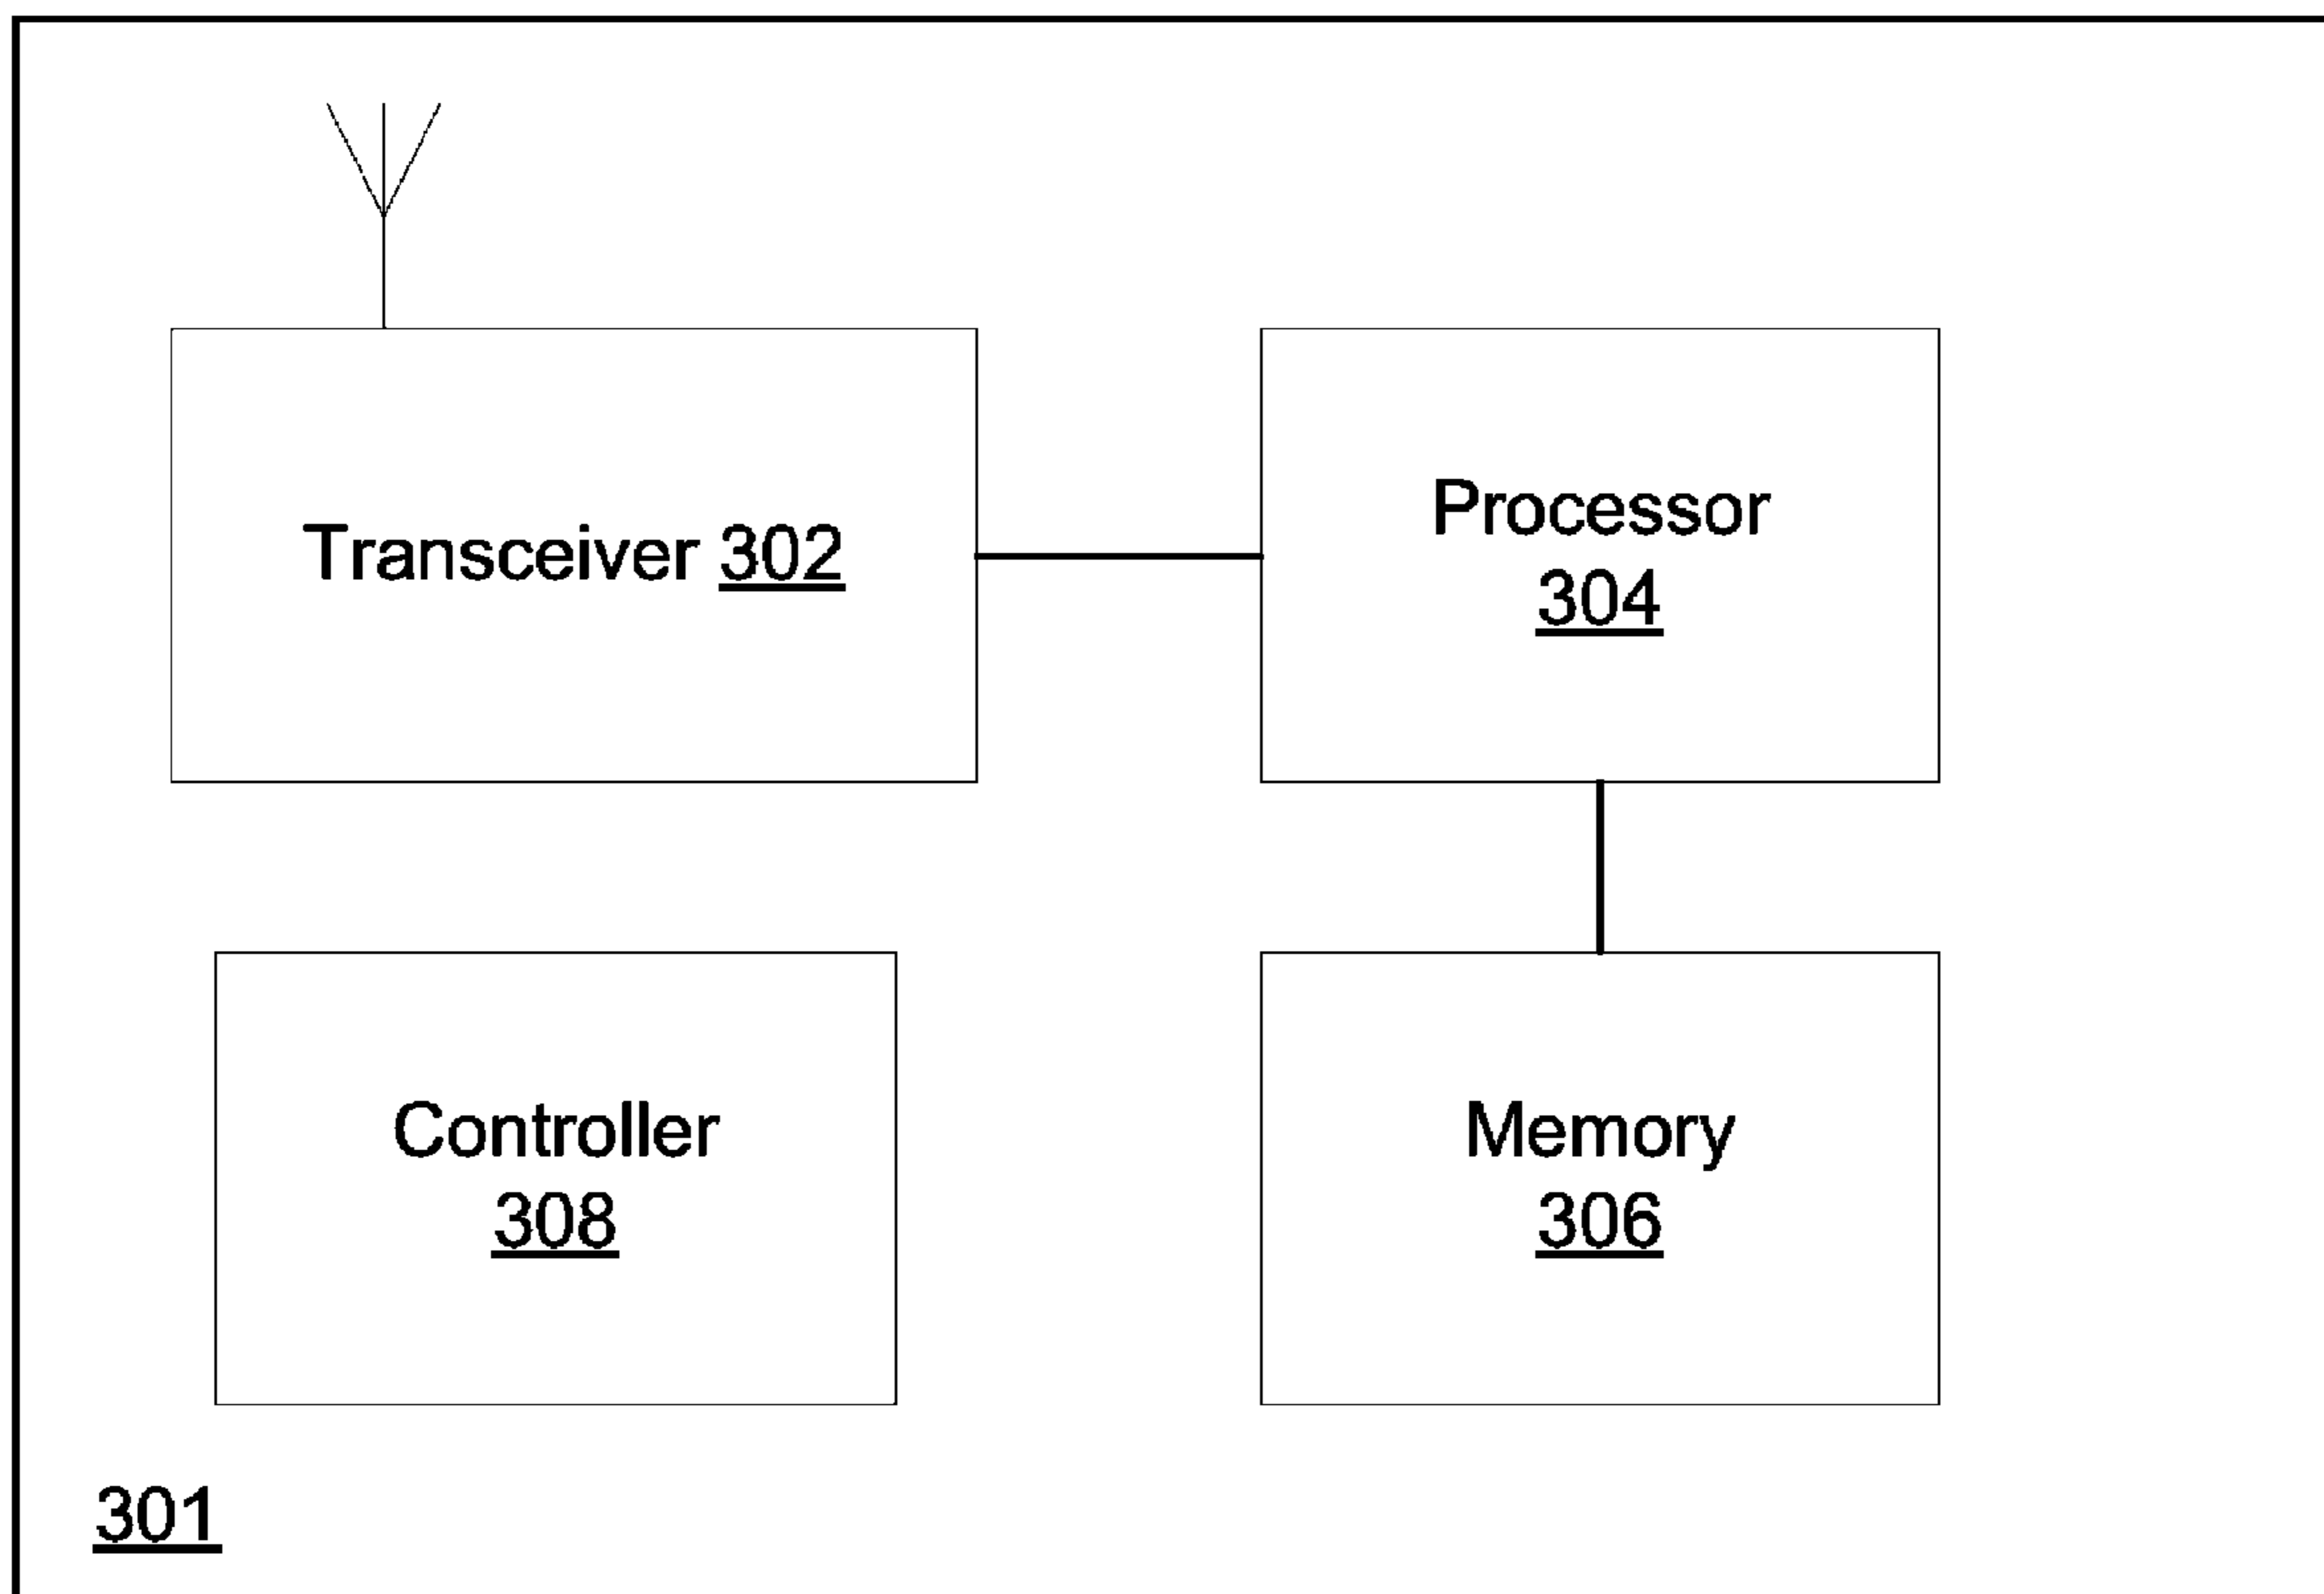 Transceiver 302
Processor
304
Controller
308
Memory
306
301